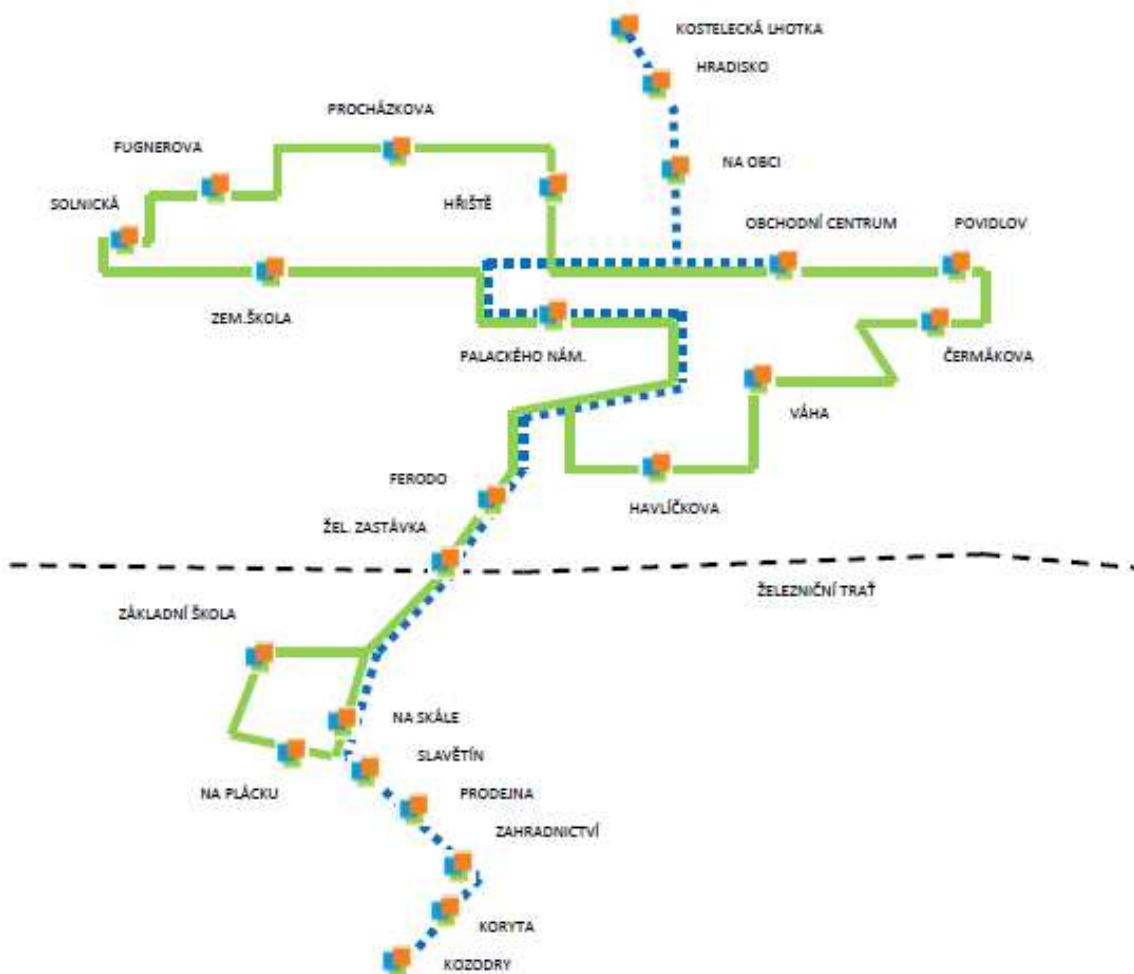 KOSTELECKÁ LHOTKA
HRADISKO
PROCHÁZKOVA
FUGNEROVA
NA OBCI
SOLNICKÁ
HŘIŠTĚ
OBCHODNÍ CENTRUM
POVIDLOV
ZEM.ŠKOLA
PALACKÉHO NÁM.
ČERMÁKOVA
VÁHA
FERODO
HAVLÍČKOVA
ŽEL. ZASTÁVKA
ŽELEZNIČNÍ TRAŤ
ZÁKLADNÍ ŠKOLA
NA SKÁLE
SLAVĚTÍN
NA PLÁCKU
PRODEJNA
ZAHRADNICTVÍ
KORYTA
KOZODRY